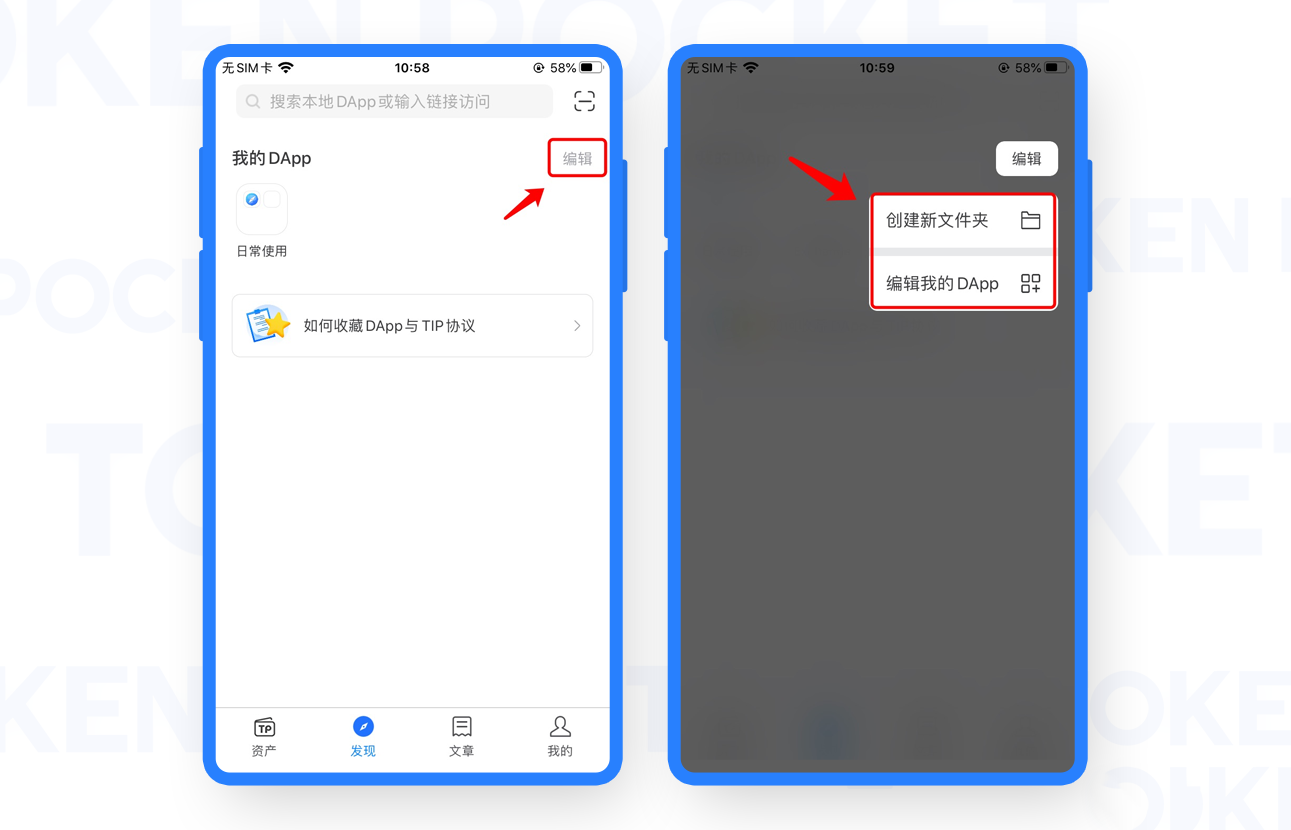 TOKEN POCKET
无SIM卡 10:58 58%
搜索本地DApp或输入链接访问
我的DApp 编辑
日常使用
如何收藏DApp与TIP协议
TP
资产 发现 文章 我的
无SIM卡 10:59 58%
编辑
创建新文件夹
编辑我的DApp